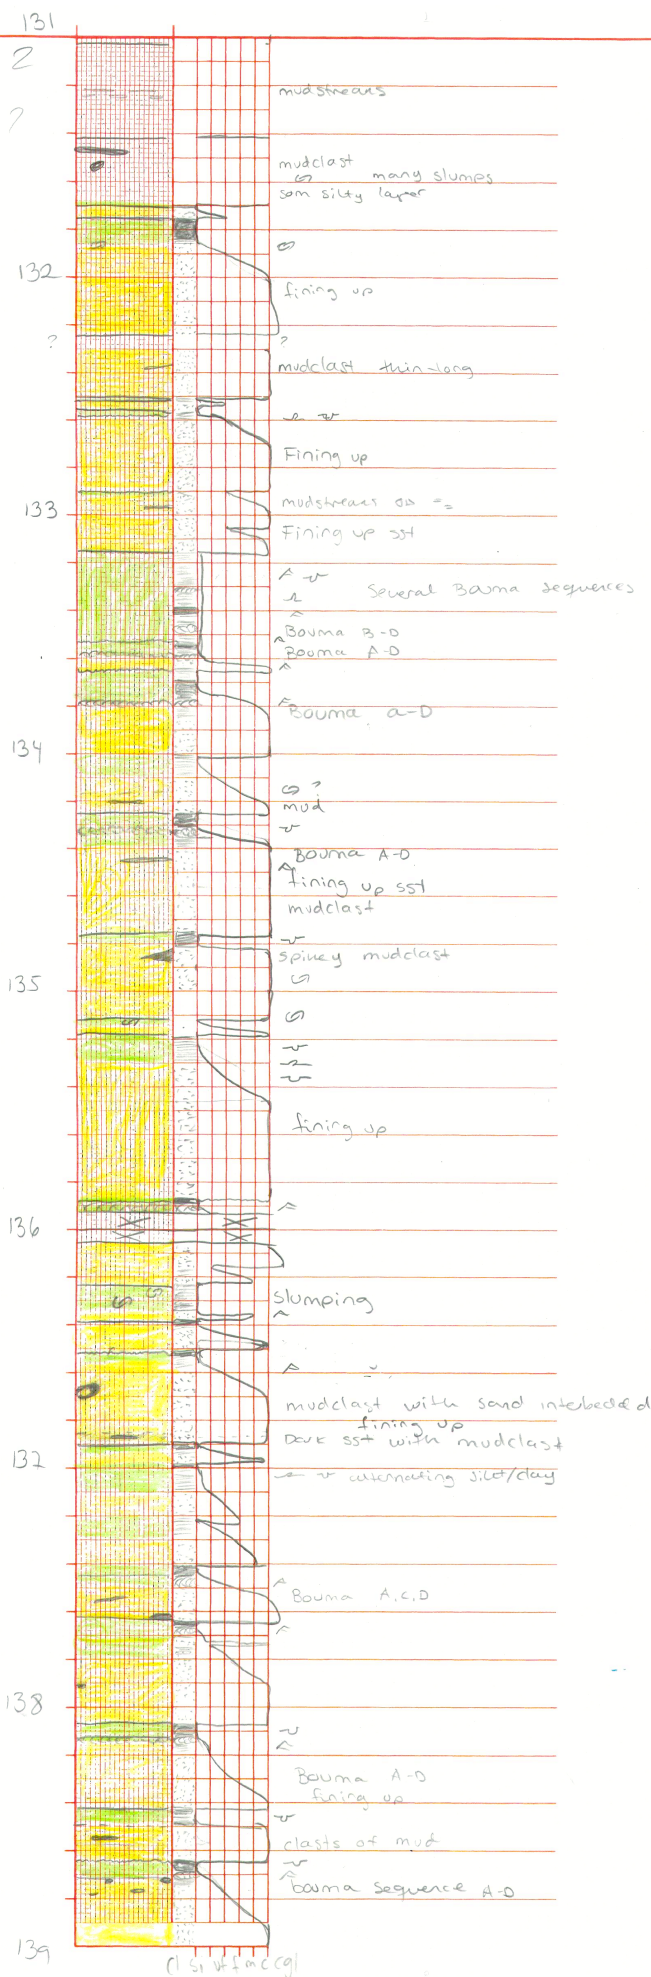 131
2
mudstreaks
?
mudclast
many slumps
som silty layer
132
fining up
?
?
mudclast thin-long
Fining up
mudstreaks
133
Fining up sst
Several Bouma sequences
Bouma B-D
Bouma A-D
Bouma a-D
134
?
mud
Bouma A-D
fining up sst
mudclast
spikey mudclast
135
fining up
136
slumping
mudclast with sand interbedded
fining up
Dark sst with mudclast
137
alternating silt/clay
Bouma A,C,D
138
Bouma A-D
fining up
clasts of mud
bouma sequence A-D
139
cl si vf f m c cgl